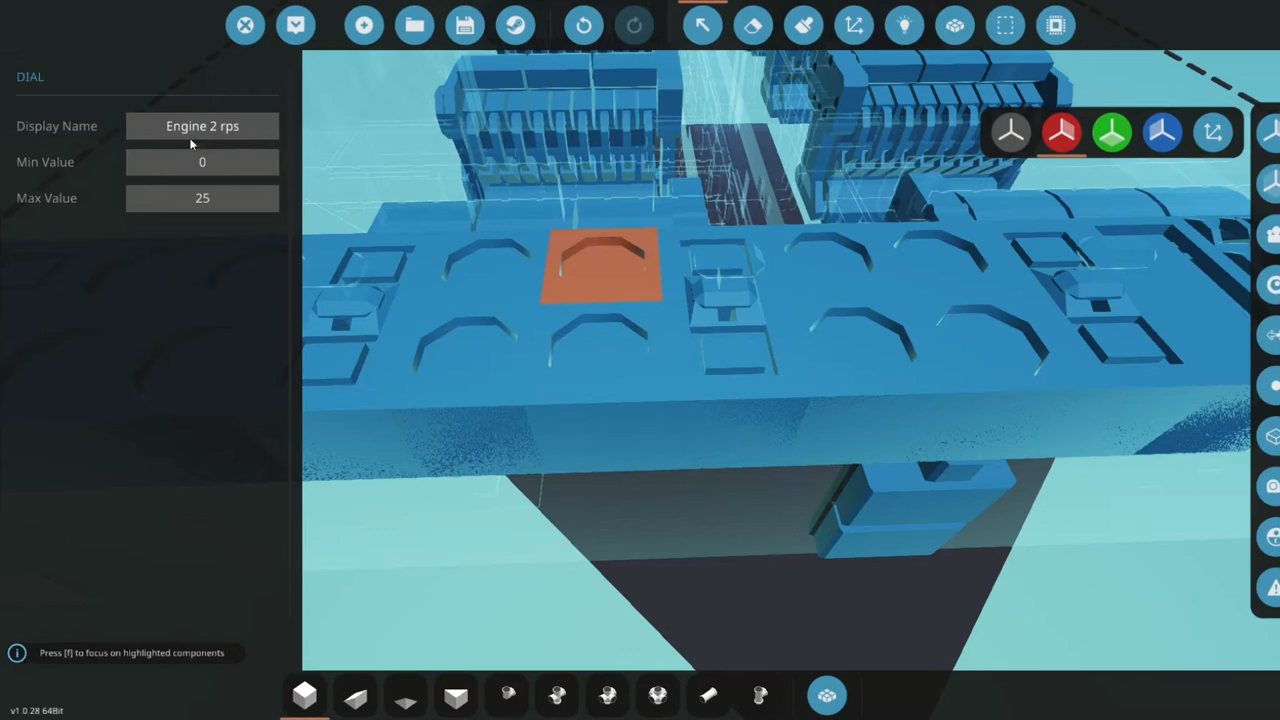 DIAL
Display Name Engine 2 rps
Min Value 0
Max Value 25
Press [f] to focus on highlighted components
v1.0.28 64Bit